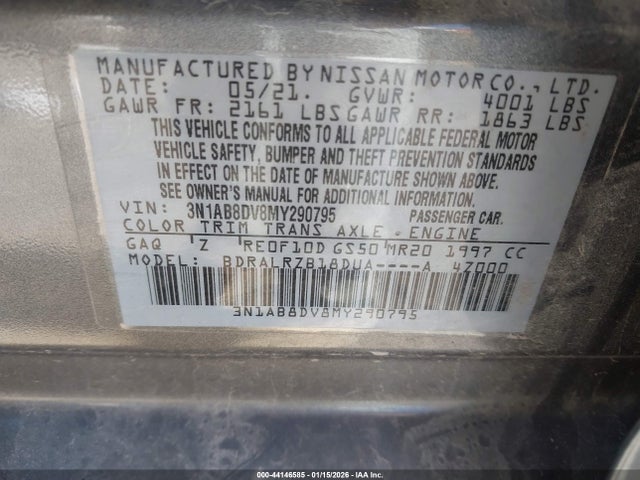 MANUFACTURED BY NISSAN MOTOR CO., LTD.
DATE: 05/21. GVWR: 4001 LBS
GAWR FR: 2161 LBS GAWR RR: 1863 LBS
THIS VEHICLE CONFORMS TO ALL APPLICABLE FEDERAL MOTOR
VEHICLE SAFETY, BUMPER AND THEFT PREVENTION STANDARDS
IN EFFECT ON THE DATE OF MANUFACTURE SHOWN ABOVE.
SEE OWNER'S MANUAL FOR ADDITIONAL INFORMATION
VIN: 3N1AB8DV8MY290795 PASSENGER CAR.
COLOR TRIM TRANS AXLE - ENGINE
GAQ Z RE0F10D GS50 MR20 1997 CC
BDRALRZB18DUA----A 4Z000
3N1AB8DV8MY290795
000-44146585 - 01/15/2026 - IAA Inc.